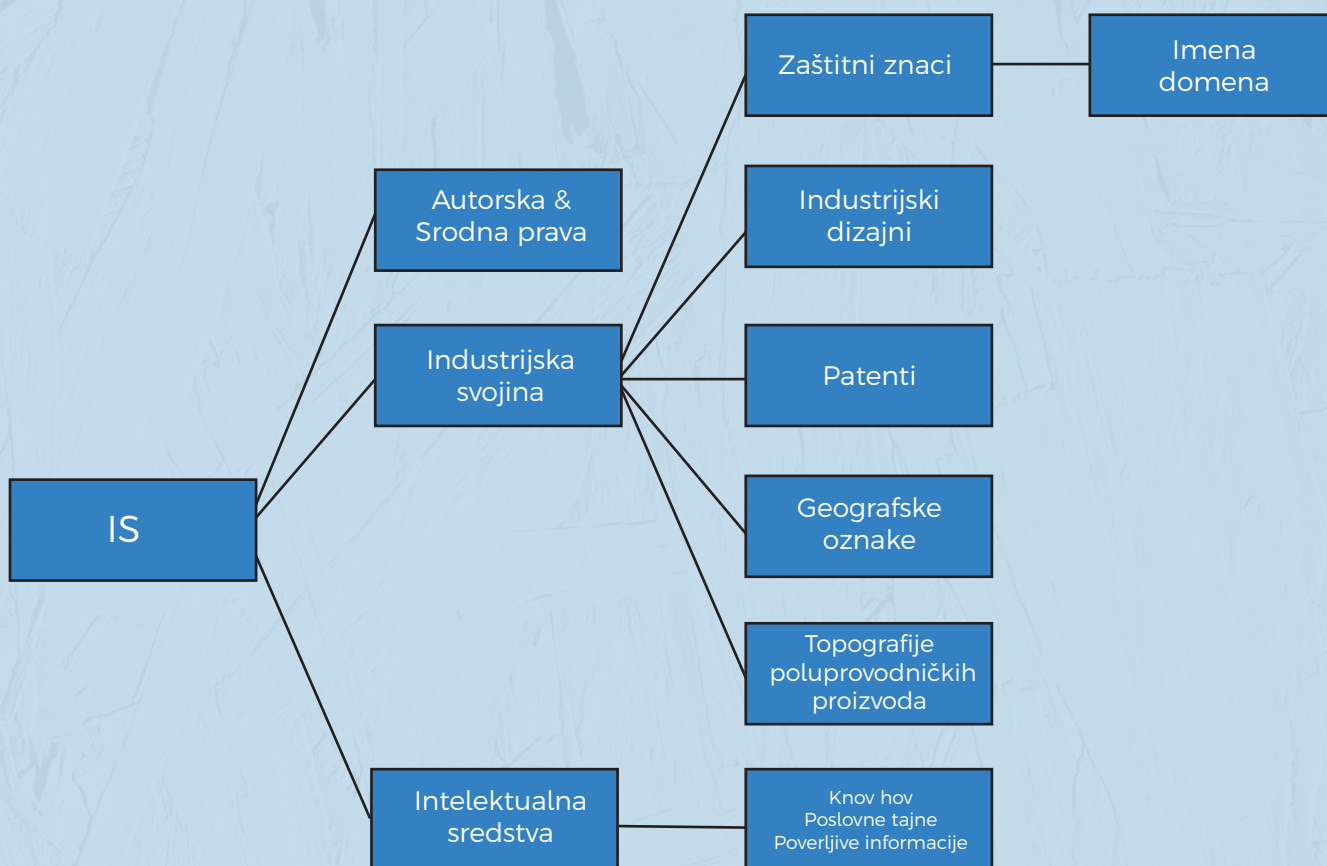 Zaštitni znaci
Imena
domena
Autorska &
Srodna prava
Industrijski
dizajni
Industrijska
svojina
Patenti
IS
Geografske
oznake
Topografije
poluprovodničkih
proizvoda
Intelektualna
sredstva
Knov hov
Poslovne tajne
Poverljive informacije